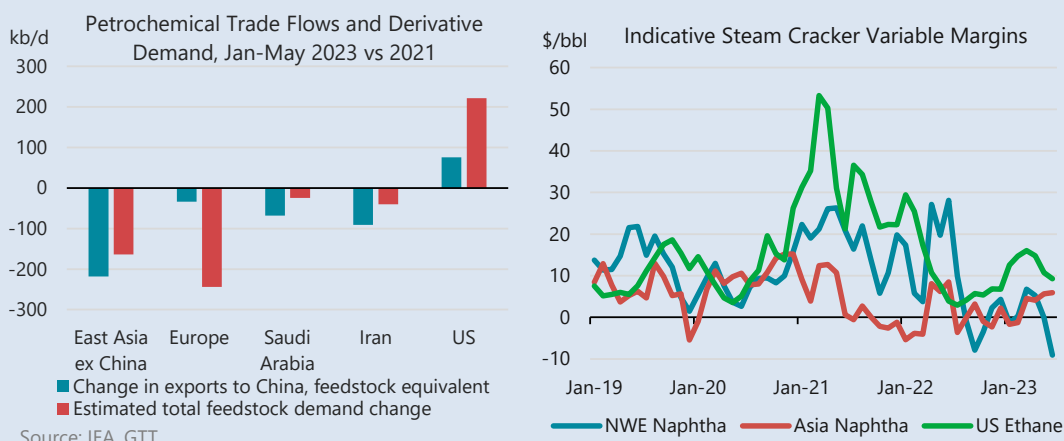 Petrochemical Trade Flows and Derivative
Demand, Jan-May 2023 vs 2021
kb/d
300
200
100
0
-100
-200
-300
East Asia
ex China
Europe
Saudi
Arabia
Iran
US
Change in exports to China, feedstock equivalent
Estimated total feedstock demand change
Source: IEA, GTT
Indicative Steam Cracker Variable Margins
$/bbl
60
50
40
30
20
10
0
-10
Jan-19
Jan-20
Jan-21
Jan-22
Jan-23
NWE Naphtha
Asia Naphtha
US Ethane